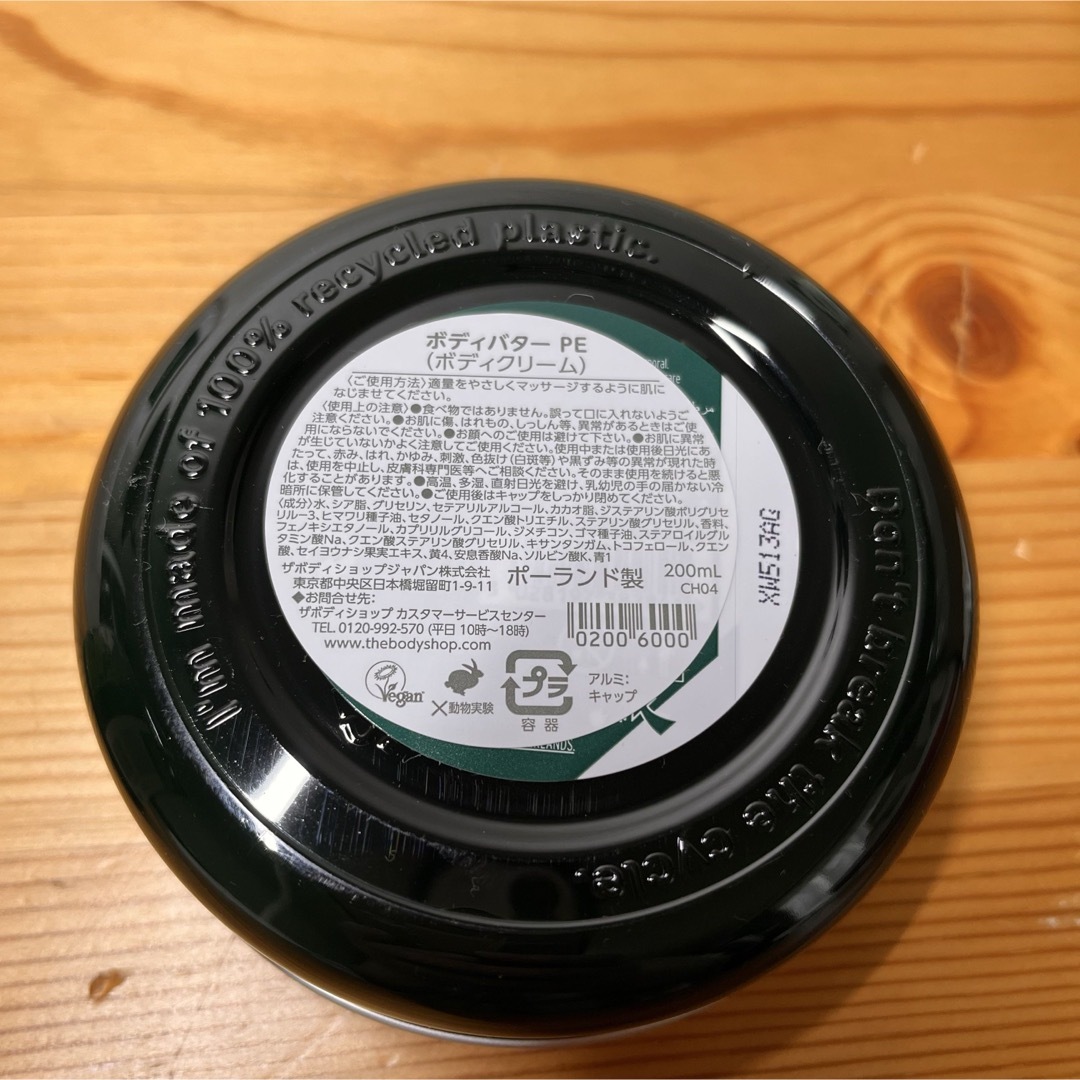 I'm made of 100% recycled plastic.
ボディバター PE
(ボディクリーム)
〈ご使用方法〉適量をやさしくマッサージするように肌に
なじませてください。
〈使用上の注意〉●食べ物ではありません。誤って口に入れないようご
注意ください。●お肌に傷、はれもの、しっしん等、異常があるときはご使
用にならないでください。●お顔へのご使用は避けて下さい。●お肌に異常
が生じていないかよく注意してご使用ください。使用中または使用後日光にあ
たって、赤み、はれ、かゆみ、刺激、色抜け(白斑等)や黒ずみ等の異常が現れた時
は、使用を中止し、皮膚科専門医等へご相談ください。そのまま使用を続けると悪
化することがあります。●高温、多湿、直射日光を避け、乳幼児の手の届かない冷
暗所に保管してください。●ご使用後はキャップをしっかり閉めてください。
〈成分〉水、シア脂、グリセリン、セテアリルアルコール、カカオ脂、ジステアリン酸ポリグリセ
リル-3、ヒマワリ種子油、セタノール、クエン酸トリエチル、ステアリン酸グリセリル、香料、
フェノキシエタノール、カプリリルグリコール、ジメチコン、ゴマ種子油、ステアロイルグル
タミン酸Na、クエン酸ステアリン酸グリセリル、キサンタンガム、トコフェロール、クエン
酸、セイヨウナシ果実エキス、黄4、安息香酸Na、ソルビン酸K、青1
ザボディショップジャパン株式会社
東京都中央区日本橋堀留町1-9-11
ポーランド製
200mL
CH04
◆お問合せ先:
ザボディショップ カスタマーサービスセンター
TEL. 0120-992-570 (平日 10時〜18時)
www.thebodyshop.com
0200 6000
Vegan
×動物実験
プラ
容器
アルミ:
キャップ
XW513AG
Don't break the cycle.